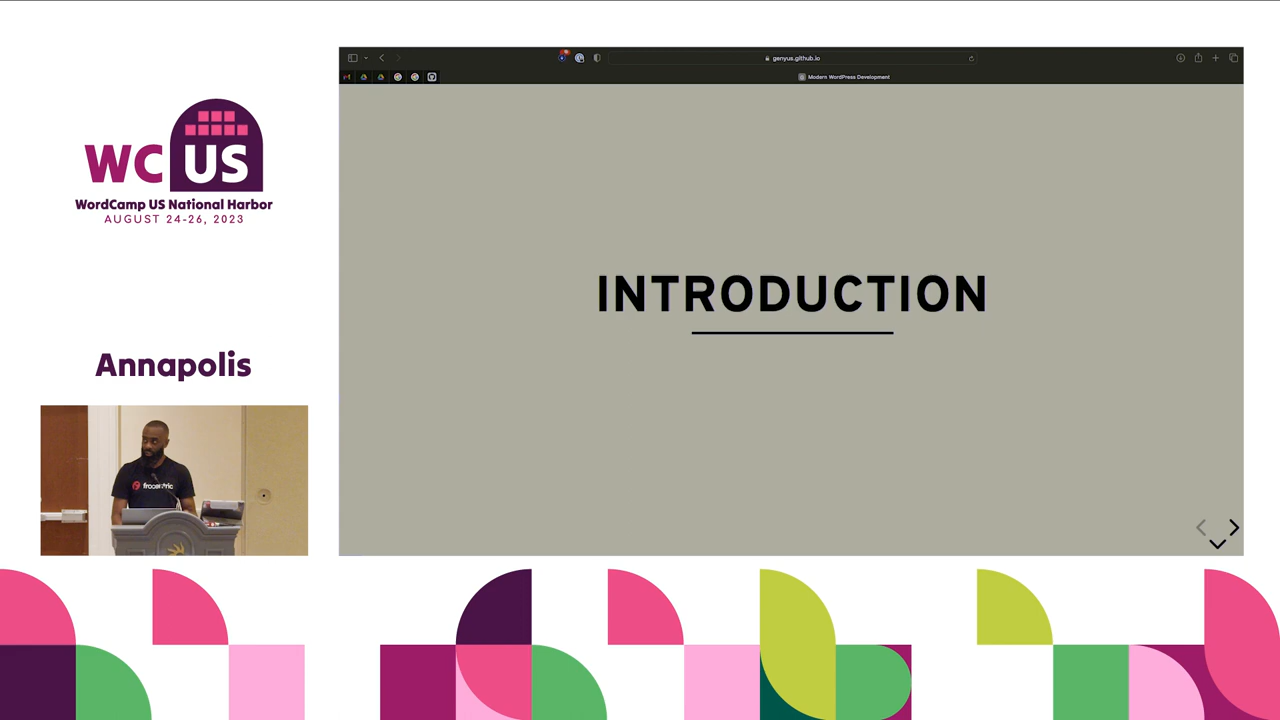 WC US
WordCamp US National Harbor
AUGUST 24-26, 2023
Annapolis
genyus.github.io
Modern WordPress Development
INTRODUCTION